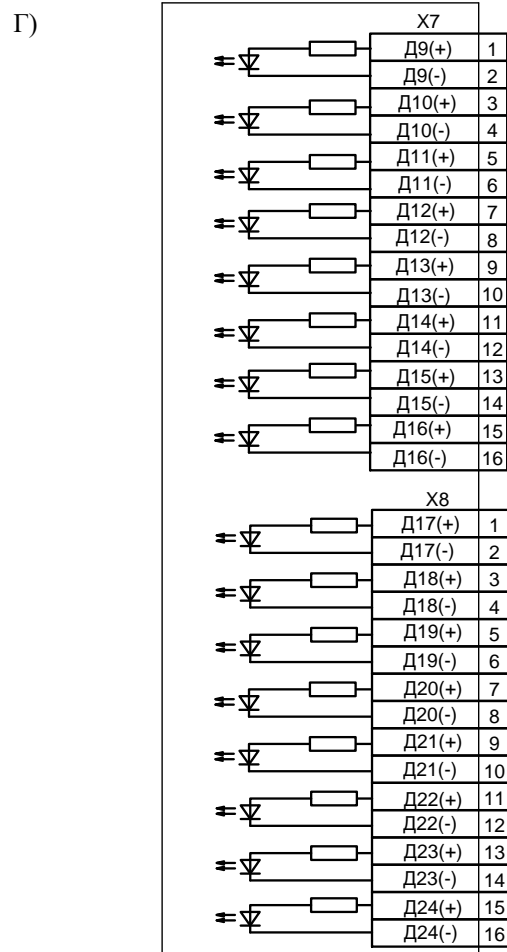 Г)
X7
Д9(+) 1
Д9(-) 2
Д10(+) 3
Д10(-) 4
Д11(+) 5
Д11(-) 6
Д12(+) 7
Д12(-) 8
Д13(+) 9
Д13(-) 10
Д14(+) 11
Д14(-) 12
Д15(+) 13
Д15(-) 14
Д16(+) 15
Д16(-) 16
X8
Д17(+) 1
Д17(-) 2
Д18(+) 3
Д18(-) 4
Д19(+) 5
Д19(-) 6
Д20(+) 7
Д20(-) 8
Д21(+) 9
Д21(-) 10
Д22(+) 11
Д22(-) 12
Д23(+) 13
Д23(-) 14
Д24(+) 15
Д24(-) 16